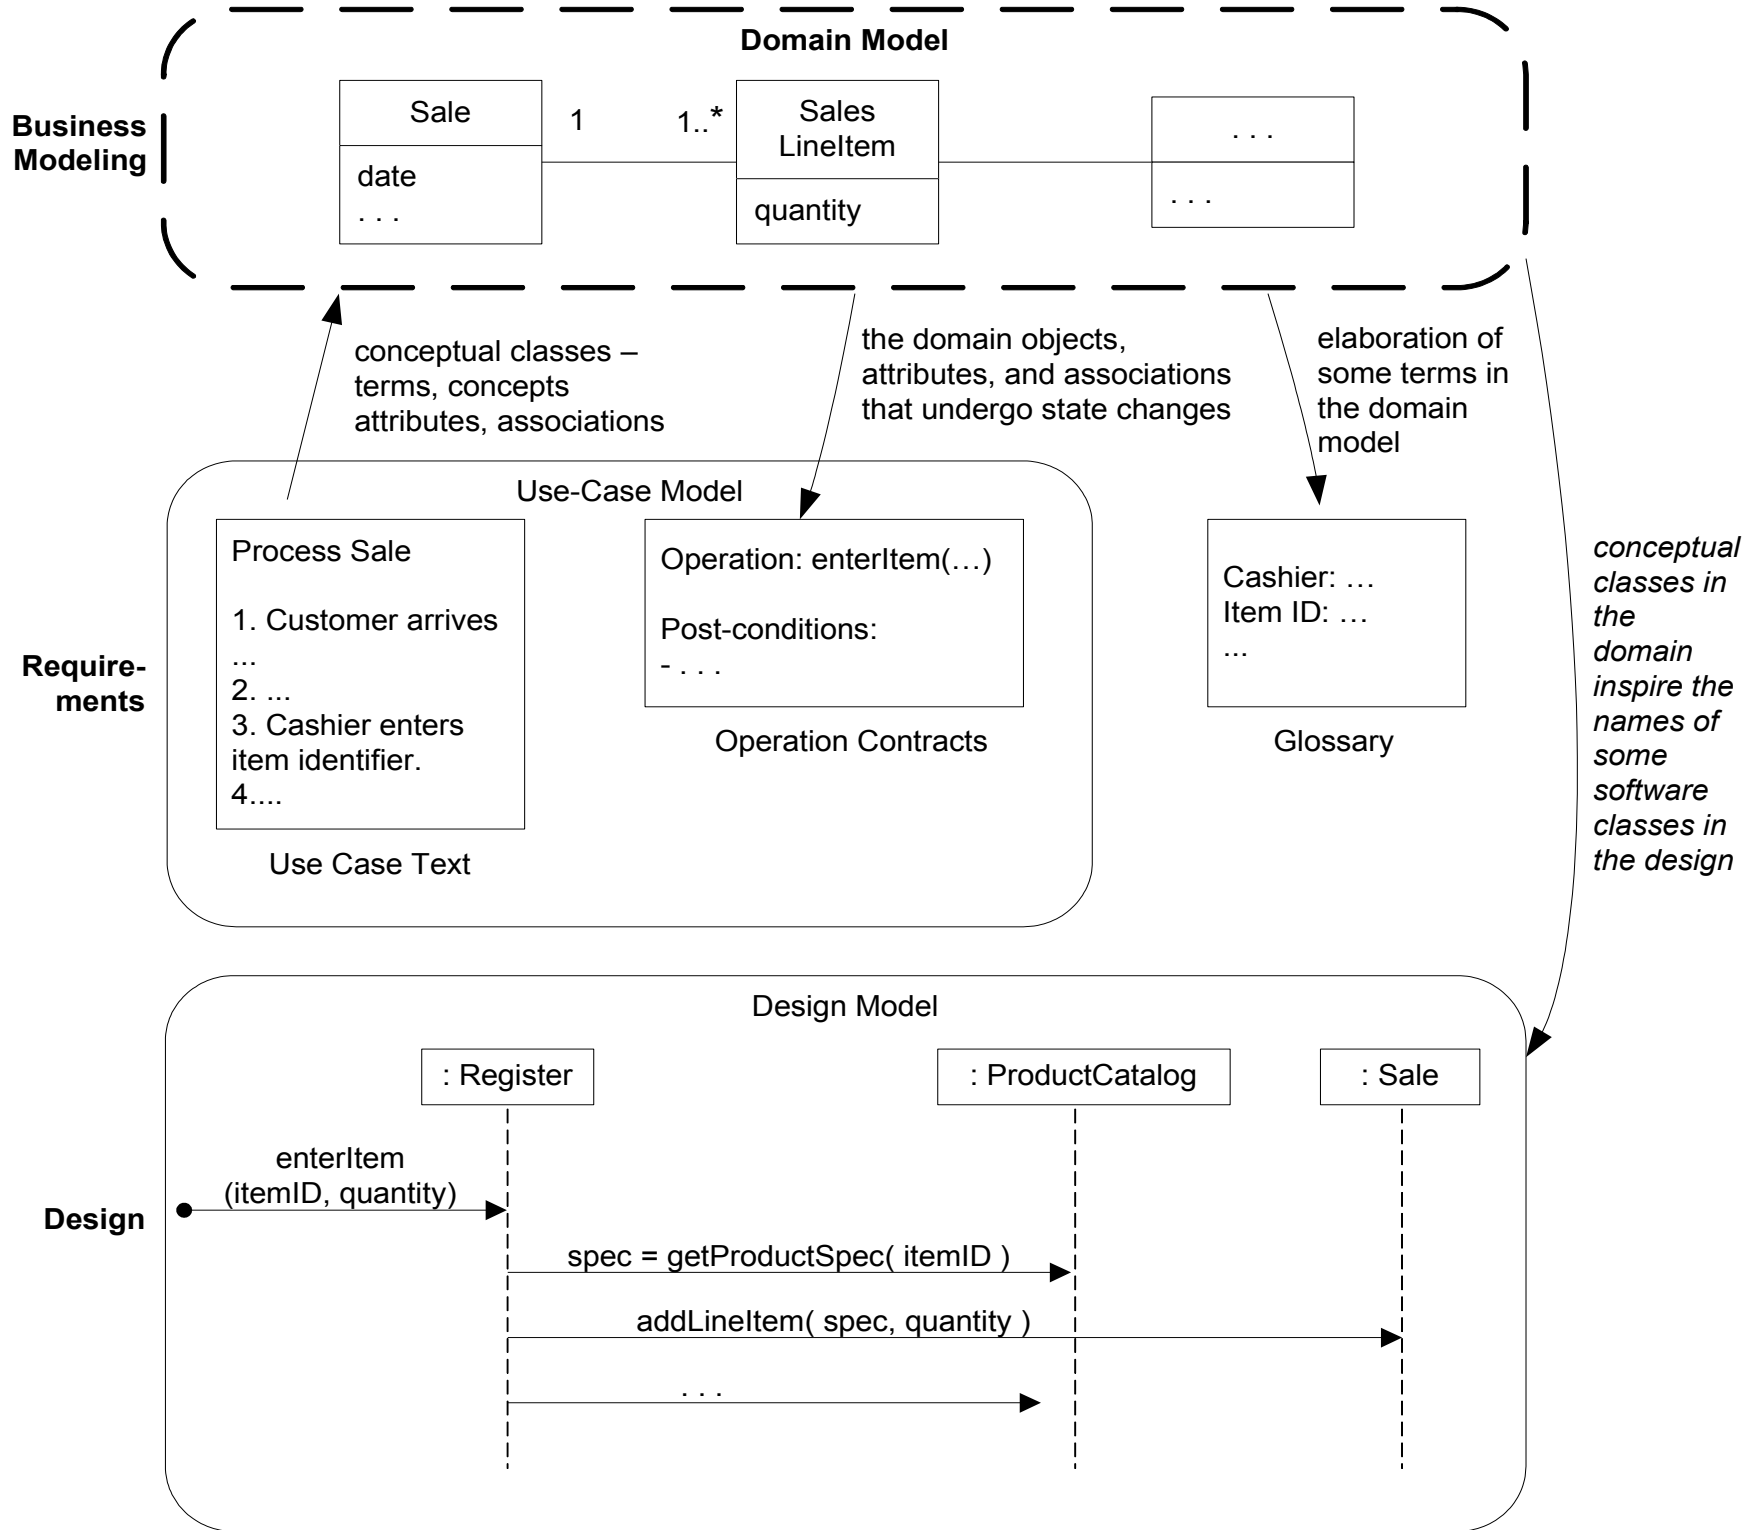 Domain Model
Business
Modeling
Sale
date
. . .
1
1..*
Sales
LineItem
quantity
. . .
. . .
conceptual classes –
terms, concepts
attributes, associations
the domain objects,
attributes, and associations
that undergo state changes
elaboration of
some terms in
the domain
model
conceptual
classes in
the
domain
inspire the
names of
some
software
classes in
the design
Require-
ments
Use-Case Model
Process Sale
1. Customer arrives
...
2. ...
3. Cashier enters
item identifier.
4....
Use Case Text
Operation: enterItem(…)
Post-conditions:
- . . .
Operation Contracts
Cashier: …
Item ID: …
...
Glossary
Design
Design Model
: Register
: ProductCatalog
: Sale
enterItem
(itemID, quantity)
spec = getProductSpec( itemID )
addLineItem( spec, quantity )
. . .